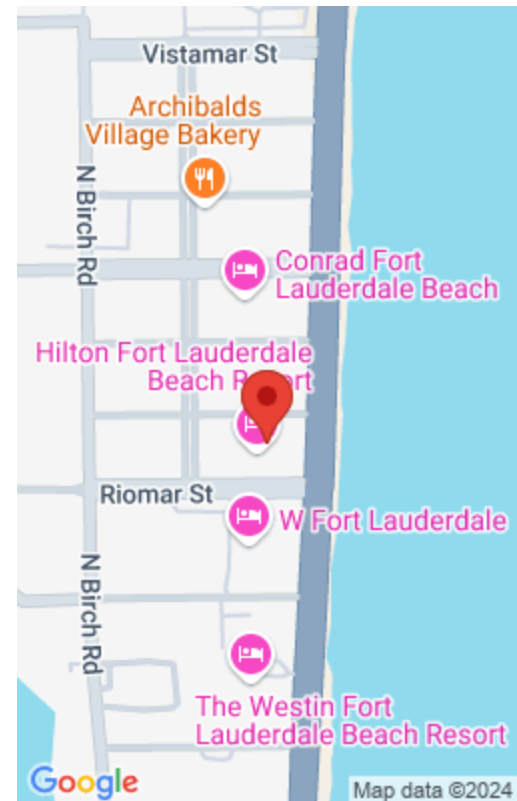 Vistamar St
Archibalds
Village Bakery
N Birch Rd
Conrad Fort
Lauderdale Beach
Hilton Fort Lauderdale
Beach Resort
Riomar St
W Fort Lauderdale
N Birch Rd
The Westin Fort
Lauderdale Beach Resort
Google
Map data ©2024